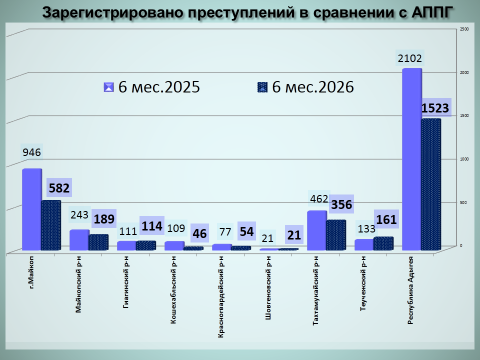 Зарегистрировано преступлений в сравнении с АППГ
6 мес.2025
6 мес.2026
2500
2000
1500
1000
500
0
946
582
243
189
111
114
109
46
77
54
21
21
462
356
133
161
2102
1523
г.Майкоп
Майкопский р-н
Гиагинский р-н
Кошехабльский р-н
Красногвардейский р-н
Шовгеновский р-н
Тахтамукайский р-н
Теучежский р-н
Республика Адыгея